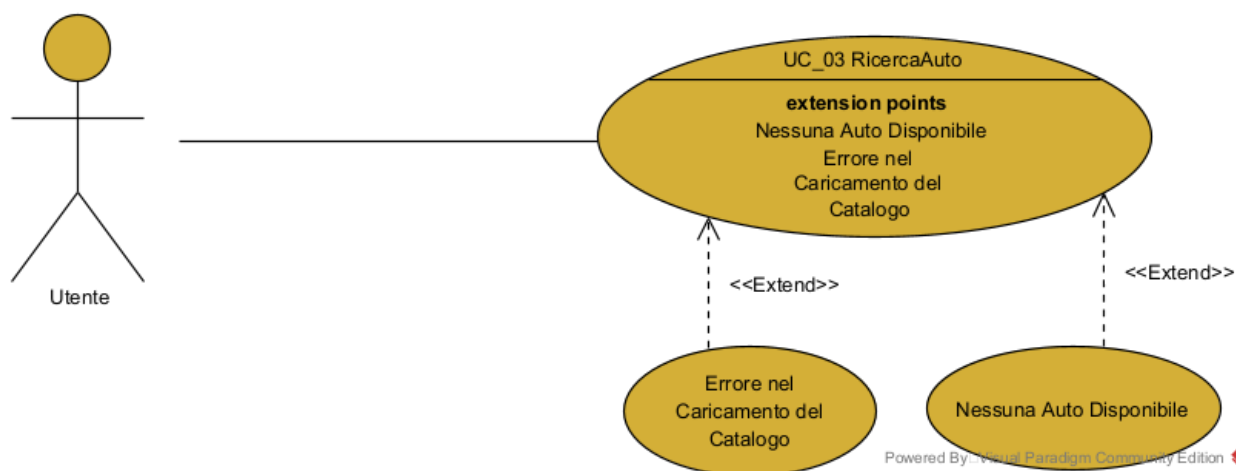 UC_03 RicercaAuto
extension points
Nessuna Auto Disponibile
Errore nel
Caricamento del
Catalogo
Utente
<<Extend>>
<<Extend>>
Errore nel
Caricamento del
Catalogo
Nessuna Auto Disponibile
Powered By Visual Paradigm Community Edition